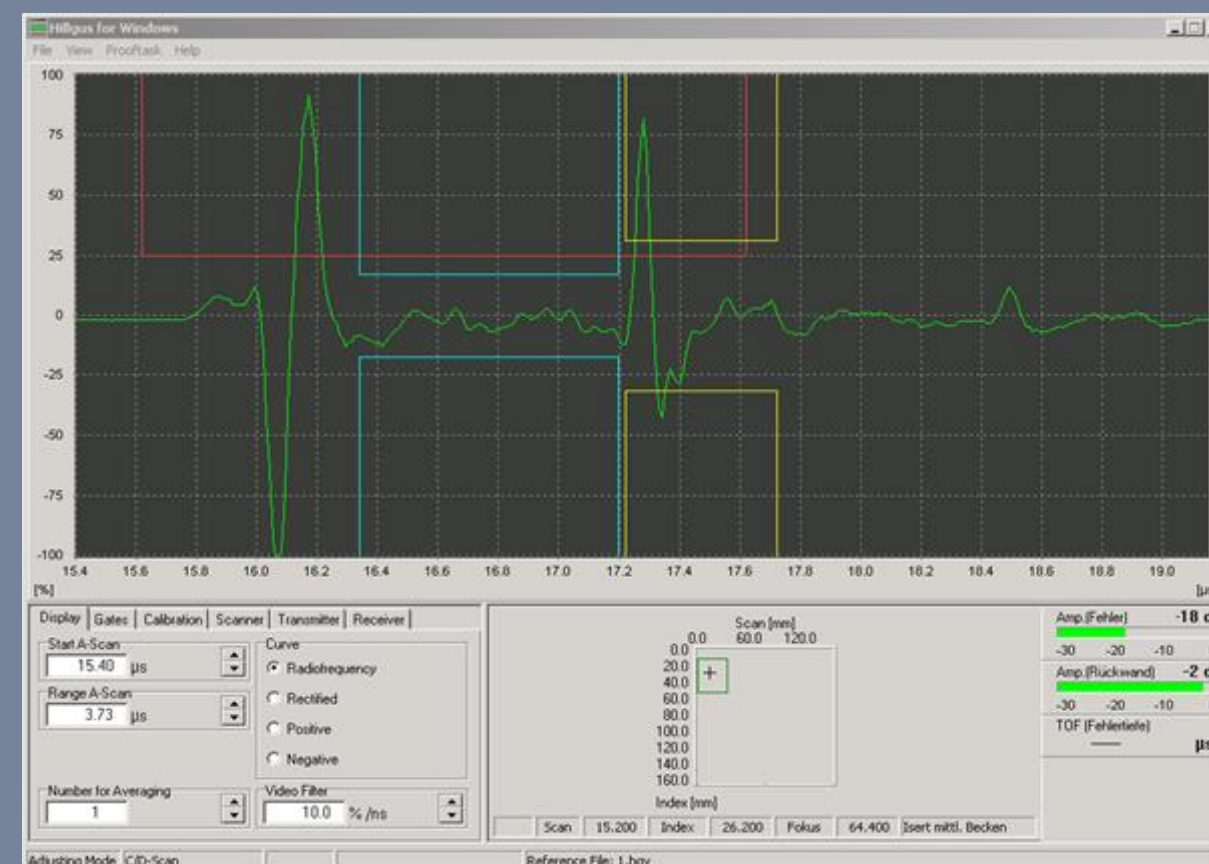 Hillgus for Windows
File View Prooftask Help
100
75
50
25
0
-25
-50
-75
-100
15.4 15.6 15.8 16.0 16.2 16.4 16.6 16.8 17.0 17.2 17.4 17.6 17.8 18.0 18.2 18.4 18.6 18.8 19.0
[%]
Display Gates Calibration Scanner Transmitter Receiver
Start A-Scan
15.40 µs
Range A-Scan
3.73 µs
Number for Averaging
1
Curve
Radiofrequency
Rectified
Positive
Negative
Video Filter
10.0 % /ns
Scan [mm]
0.0 60.0 120.0
0.0
20.0
40.0
60.0
80.0
100.0
120.0
140.0
160.0
Index [mm]
Scan 15.200 Index 26.200 Fokus 64.400 Isert mittl. Becken
Amp.(Fehler) -18
-30 -20 -10
Amp.(Rückwand) -2
-30 -20 -10
TOF (Fehlertiefe)
µs
Adjusting Mode C/D-Scan Reference File: 1.hgy